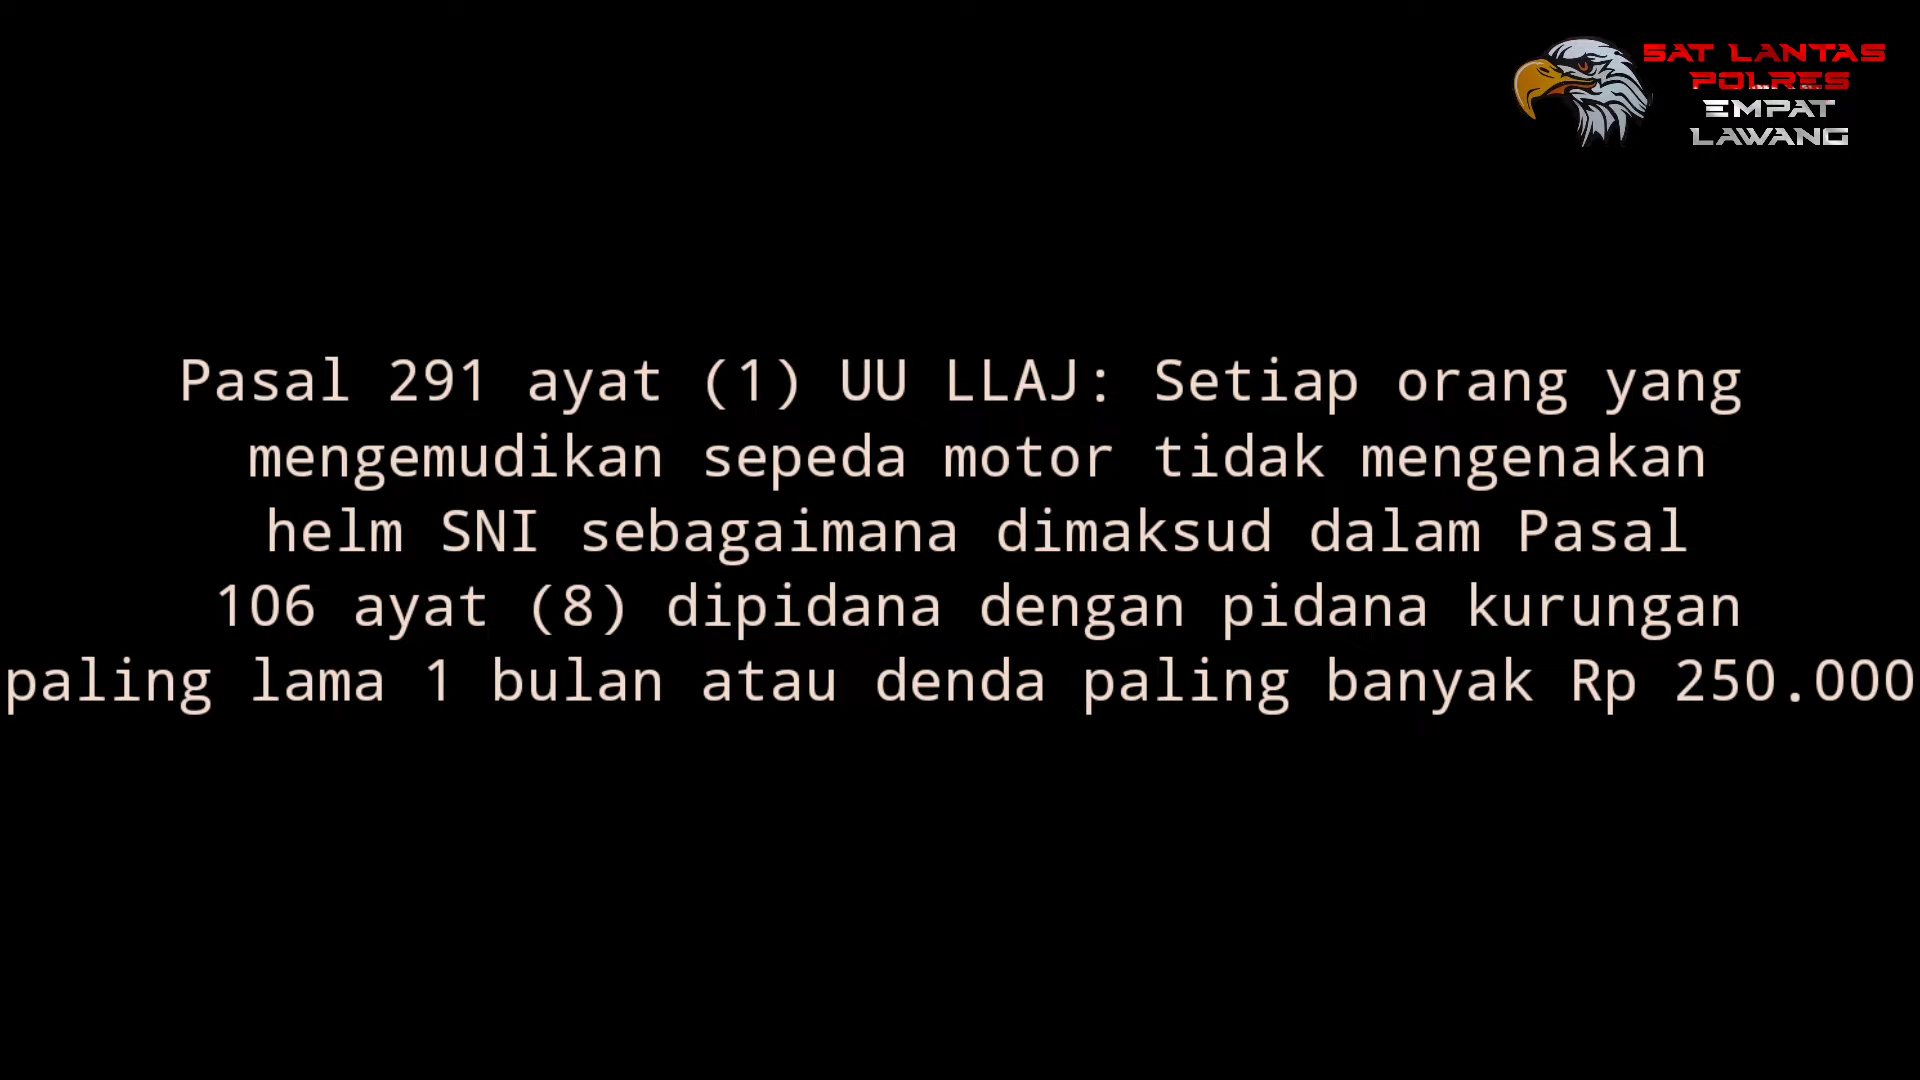 SAT LANTAS
POLRES
EMPAT
LAWANG
Pasal 291 ayat (1) UU LLAJ: Setiap orang yang
mengemudikan sepeda motor tidak mengenakan
helm SNI sebagaimana dimaksud dalam Pasal
106 ayat (8) dipidana dengan pidana kurungan
paling lama 1 bulan atau denda paling banyak Rp 250.000